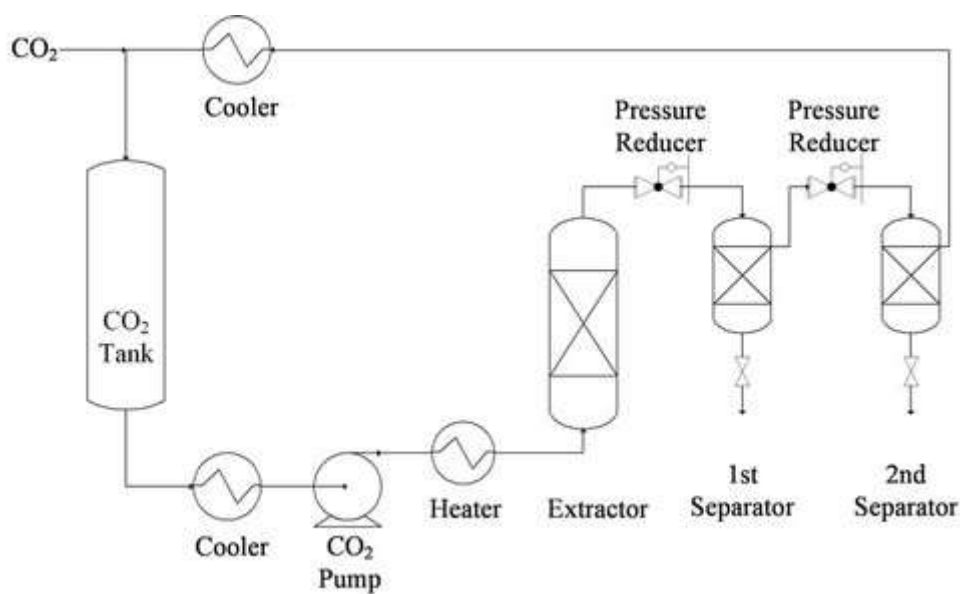 CO₂
Cooler
Pressure
Reducer
Pressure
Reducer
CO₂
Tank
Cooler
CO₂
Pump
Heater
Extractor
1st
Separator
2nd
Separator